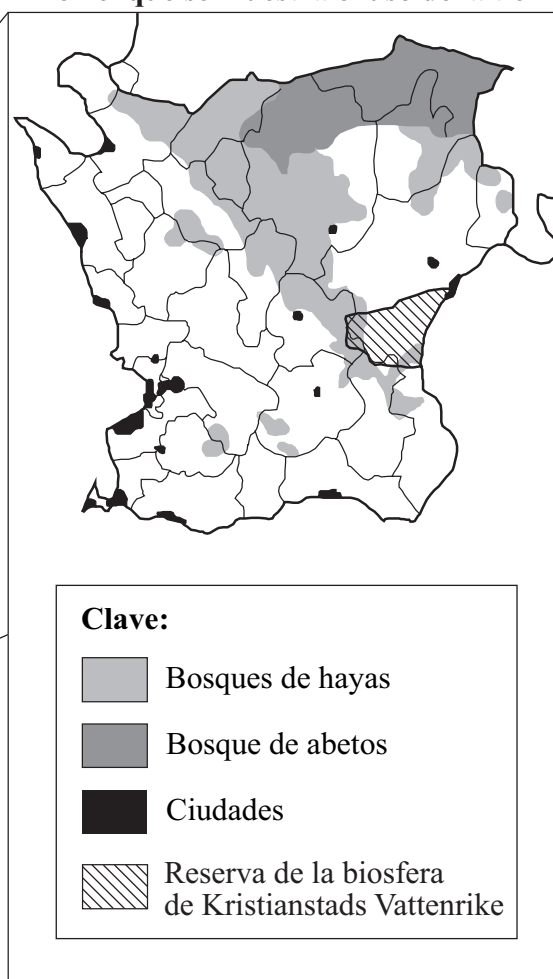 Clave:
Bosques de hayas
Bosque de abetos
Ciudades
Reserva de la biosfera
de Kristianstads Vattenrike